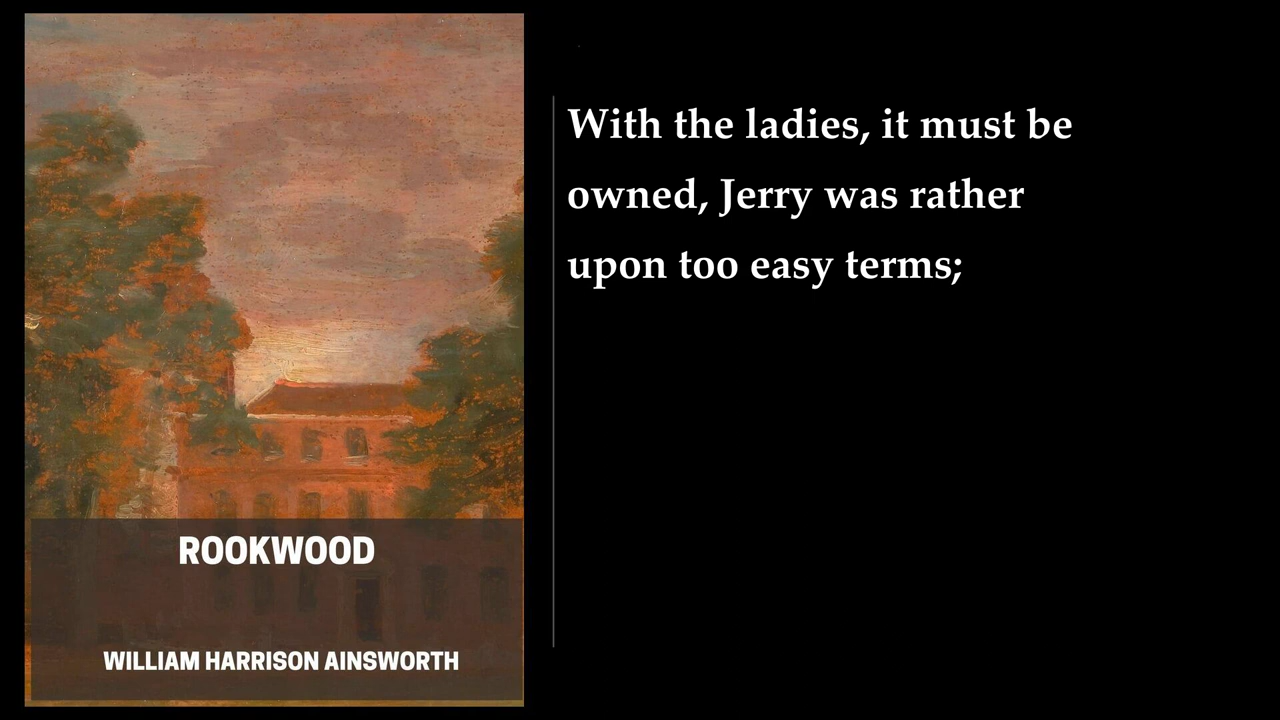 ROOKWOOD
WILLIAM HARRISON AINSWORTH
With the ladies, it must be
owned, Jerry was rather
upon too easy terms;